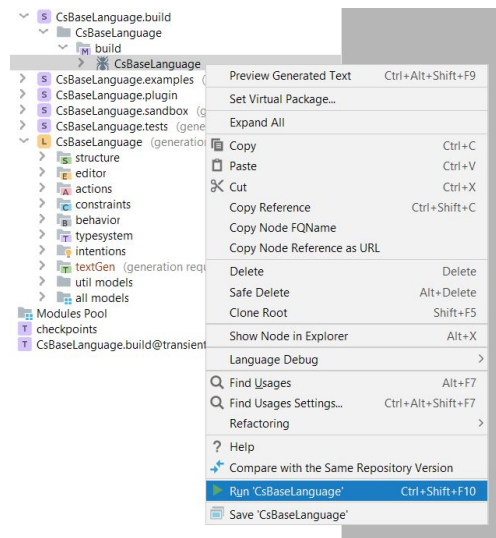 CsBaseLanguage.build
CsBaseLanguage
build
CsBaseLanguage
CsBaseLanguage.examples (
CsBaseLanguage.plugin
CsBaseLanguage.sandbox (g
CsBaseLanguage.tests (gene
CsBaseLanguage (generation
structure
editor
actions
constraints
behavior
typesystem
intentions
textGen (generation requ
util models
all models
Modules Pool
checkpoints
CsBaseLanguage.build@transient
Preview Generated Text Ctrl+Alt+Shift+F9
Set Virtual Package...
Expand All
Copy Ctrl+C
Paste Ctrl+V
Cut Ctrl+X
Copy Reference Ctrl+Shift+C
Copy Node FQName
Copy Node Reference as URL
Delete Delete
Safe Delete Alt+Delete
Clone Root Shift+F5
Show Node in Explorer Alt+X
Language Debug
Find Usages Alt+F7
Find Usages Settings... Ctrl+Alt+Shift+F7
Refactoring
Help
Compare with the Same Repository Version
Run 'CsBaseLanguage' Ctrl+Shift+F10
Save 'CsBaseLanguage'